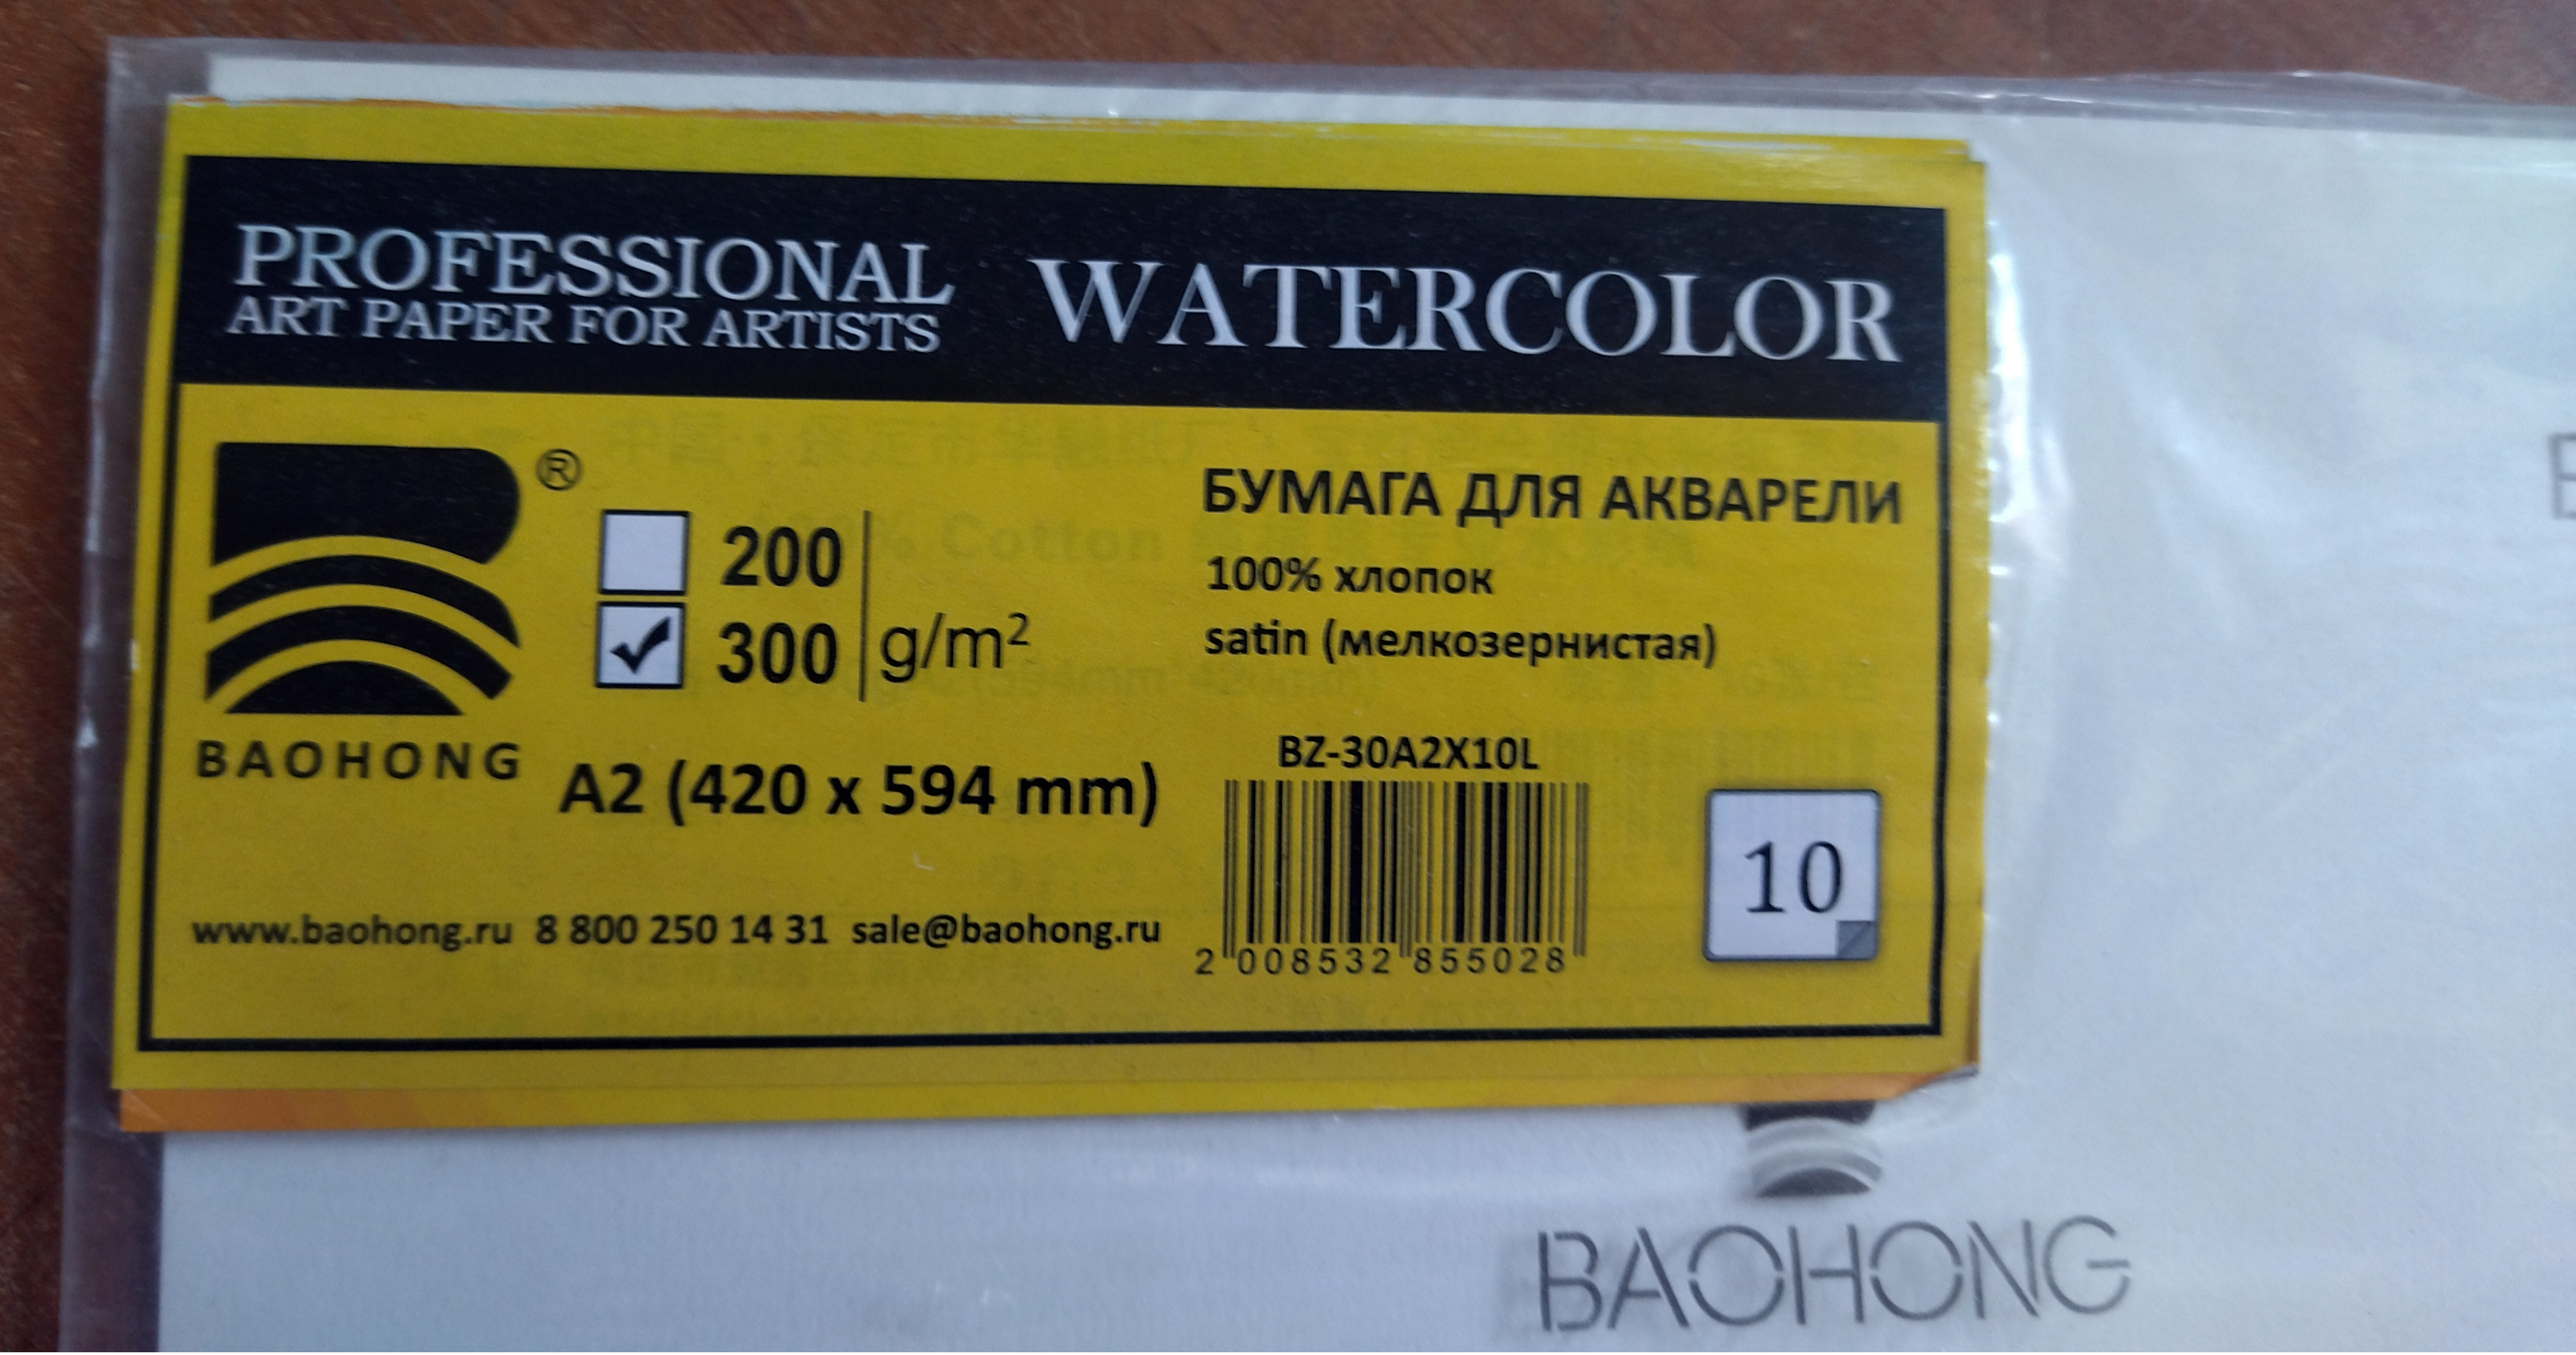 PROFESSIONAL
ART PAPER FOR ARTISTS
WATERCOLOR
®
BAOHONG
200
300
g/m²
A2 (420 x 594 mm)
БУМАГА ДЛЯ АКВАРЕЛИ
100% хлопок
satin (мелкозернистая)
BZ-30A2X10L
2 008532 855028
10
www.baohong.ru 8 800 250 14 31 sale@baohong.ru
BAOHONG